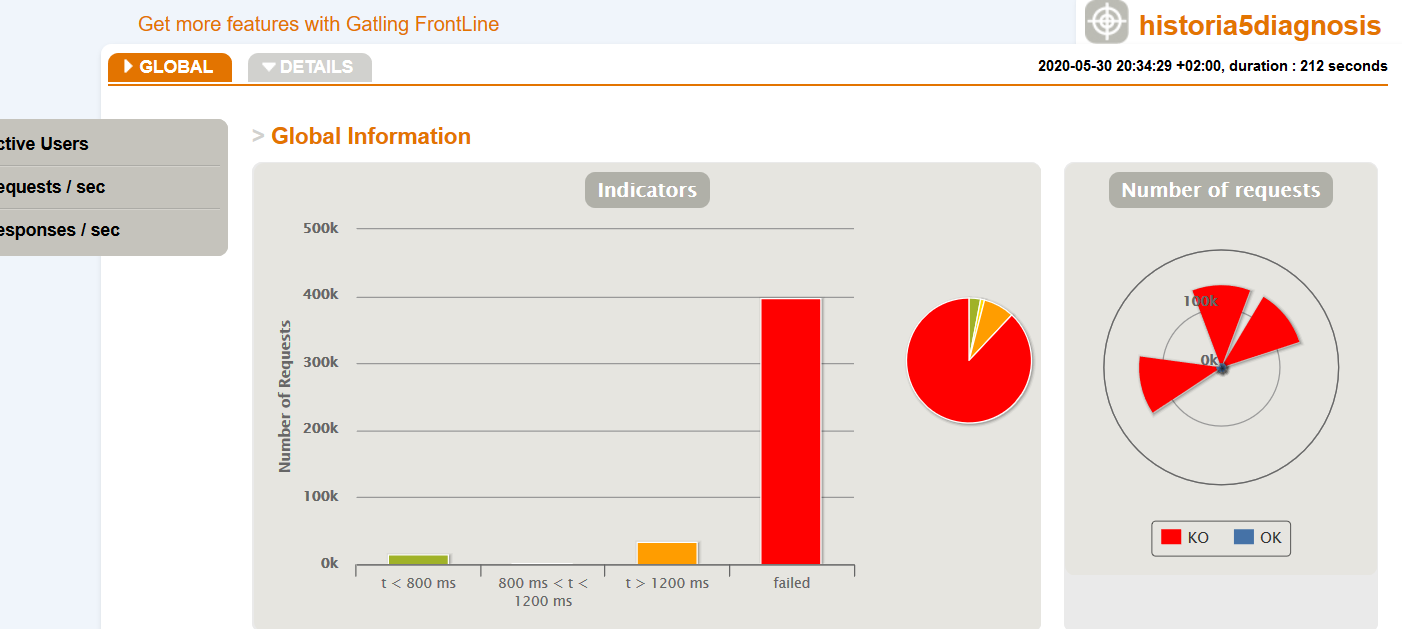 Get more features with Gatling FrontLine
historia5diagnosis
GLOBAL
DETAILS
2020-05-30 20:34:29 +02:00, duration : 212 seconds
ctive Users
equests / sec
esponses / sec
> Global Information
Indicators
Number of Requests
500k
400k
300k
200k
100k
0k
t < 800 ms
800 ms < t <
1200 ms
t > 1200 ms
failed
Number of requests
100k
0k
KO
OK